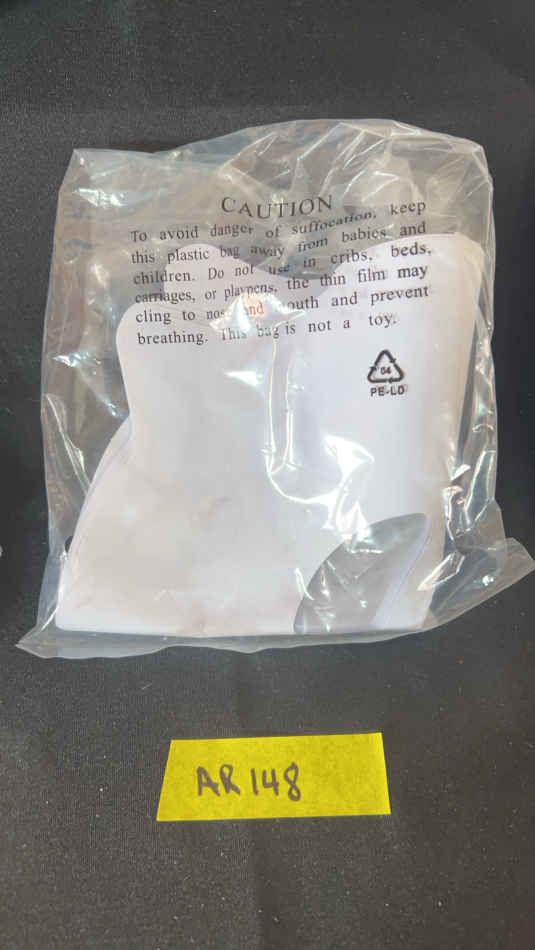 CAUTION
To avoid danger of suffocation, keep
this plastic bag away from babies and
children. Do not use in cribs, beds,
carriages, or playpens, the thin film may
cling to nose and mouth and prevent
breathing. This bag is not a toy.
04
PE-LD
AR 148